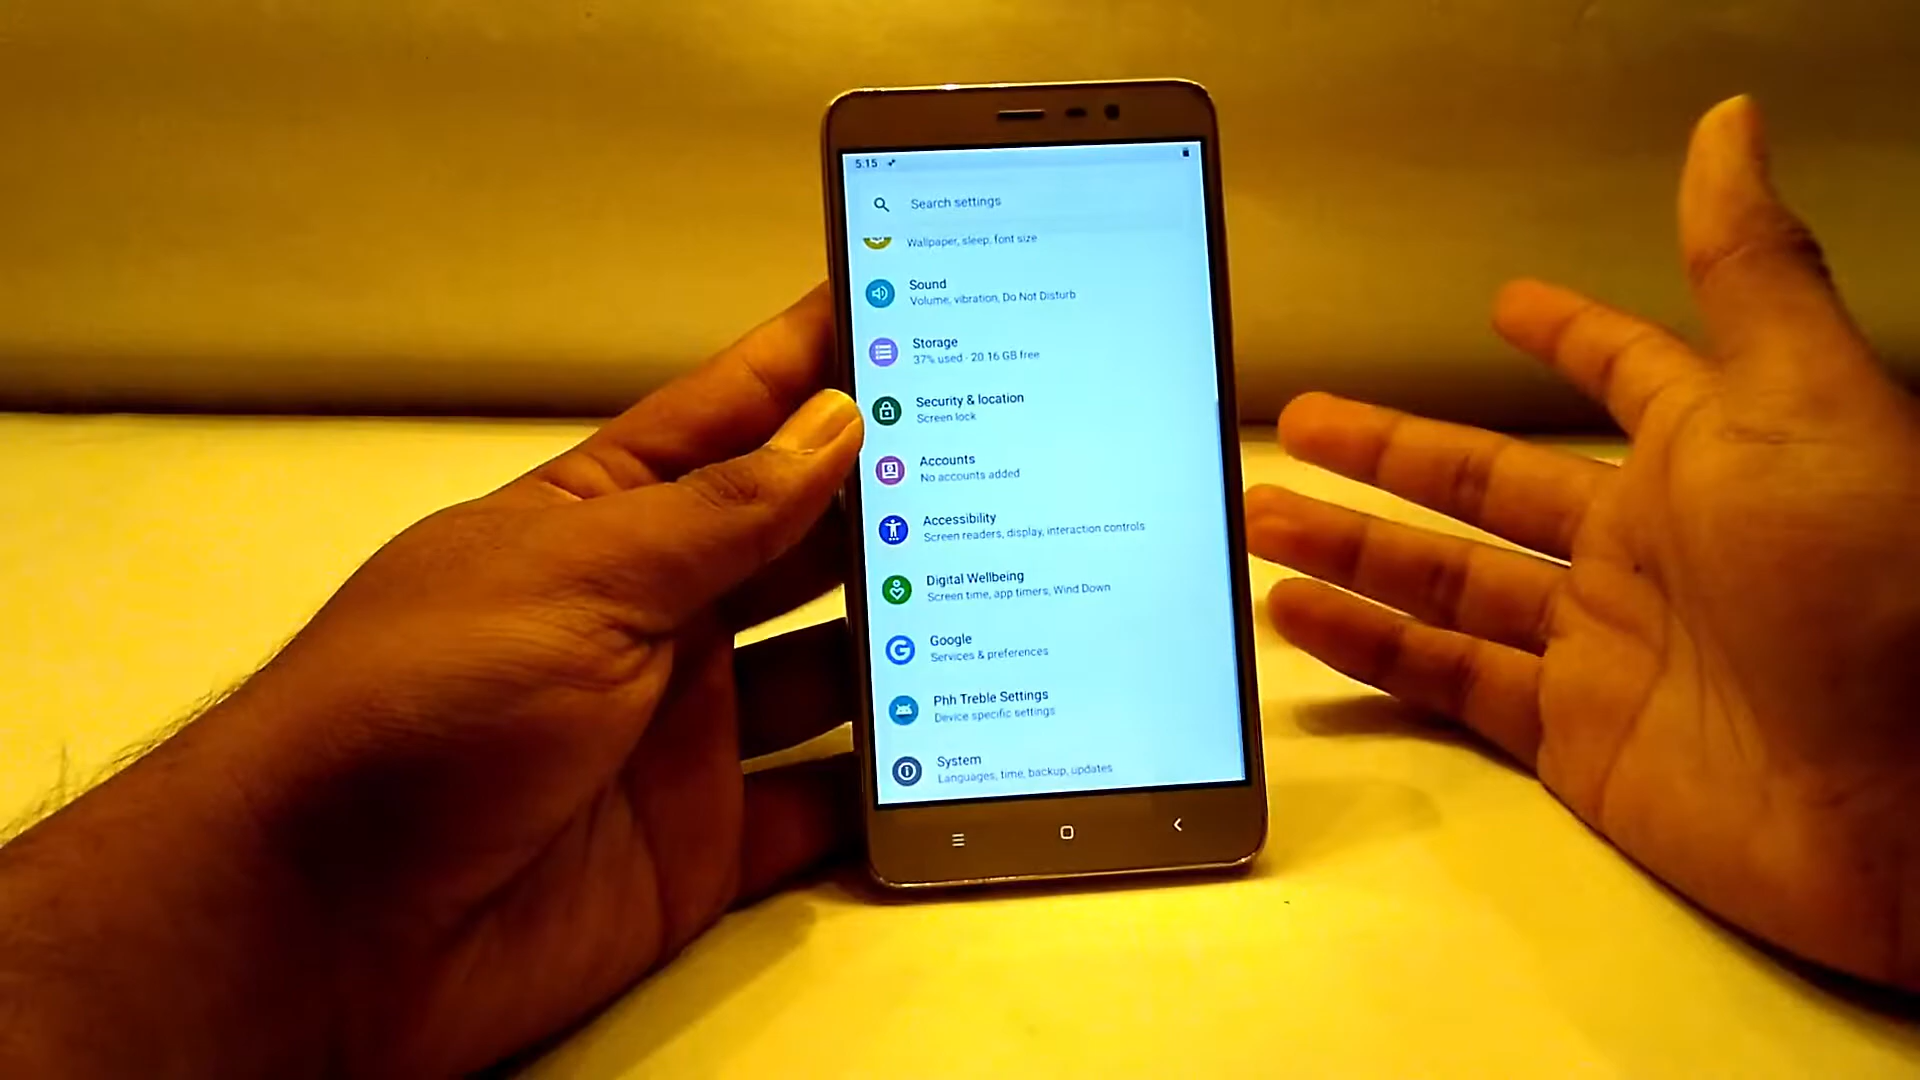 5:15
Search settings
Wallpaper, sleep, font size
Sound
Volume, vibration, Do Not Disturb
Storage
37% used · 20.16 GB free
Security & location
Screen lock
Accounts
No accounts added
Accessibility
Screen readers, display, interaction controls
Digital Wellbeing
Screen time, app timers, Wind Down
Google
Services & preferences
Phh Treble Settings
Device specific settings
System
Languages, time, backup, updates